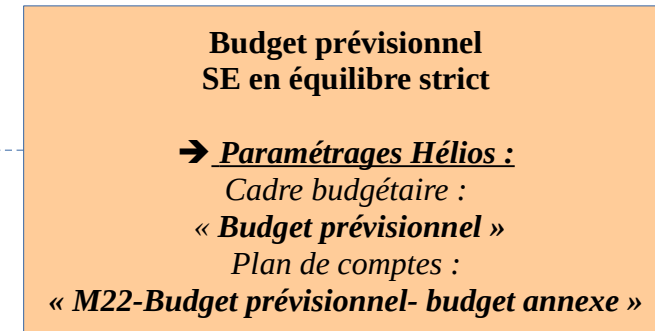 Budget prévisionnel
SE en équilibre strict
➔ Paramétrages Hélios :
Cadre budgétaire :
« Budget prévisionnel »
Plan de comptes :
« M22-Budget prévisionnel- budget annexe »